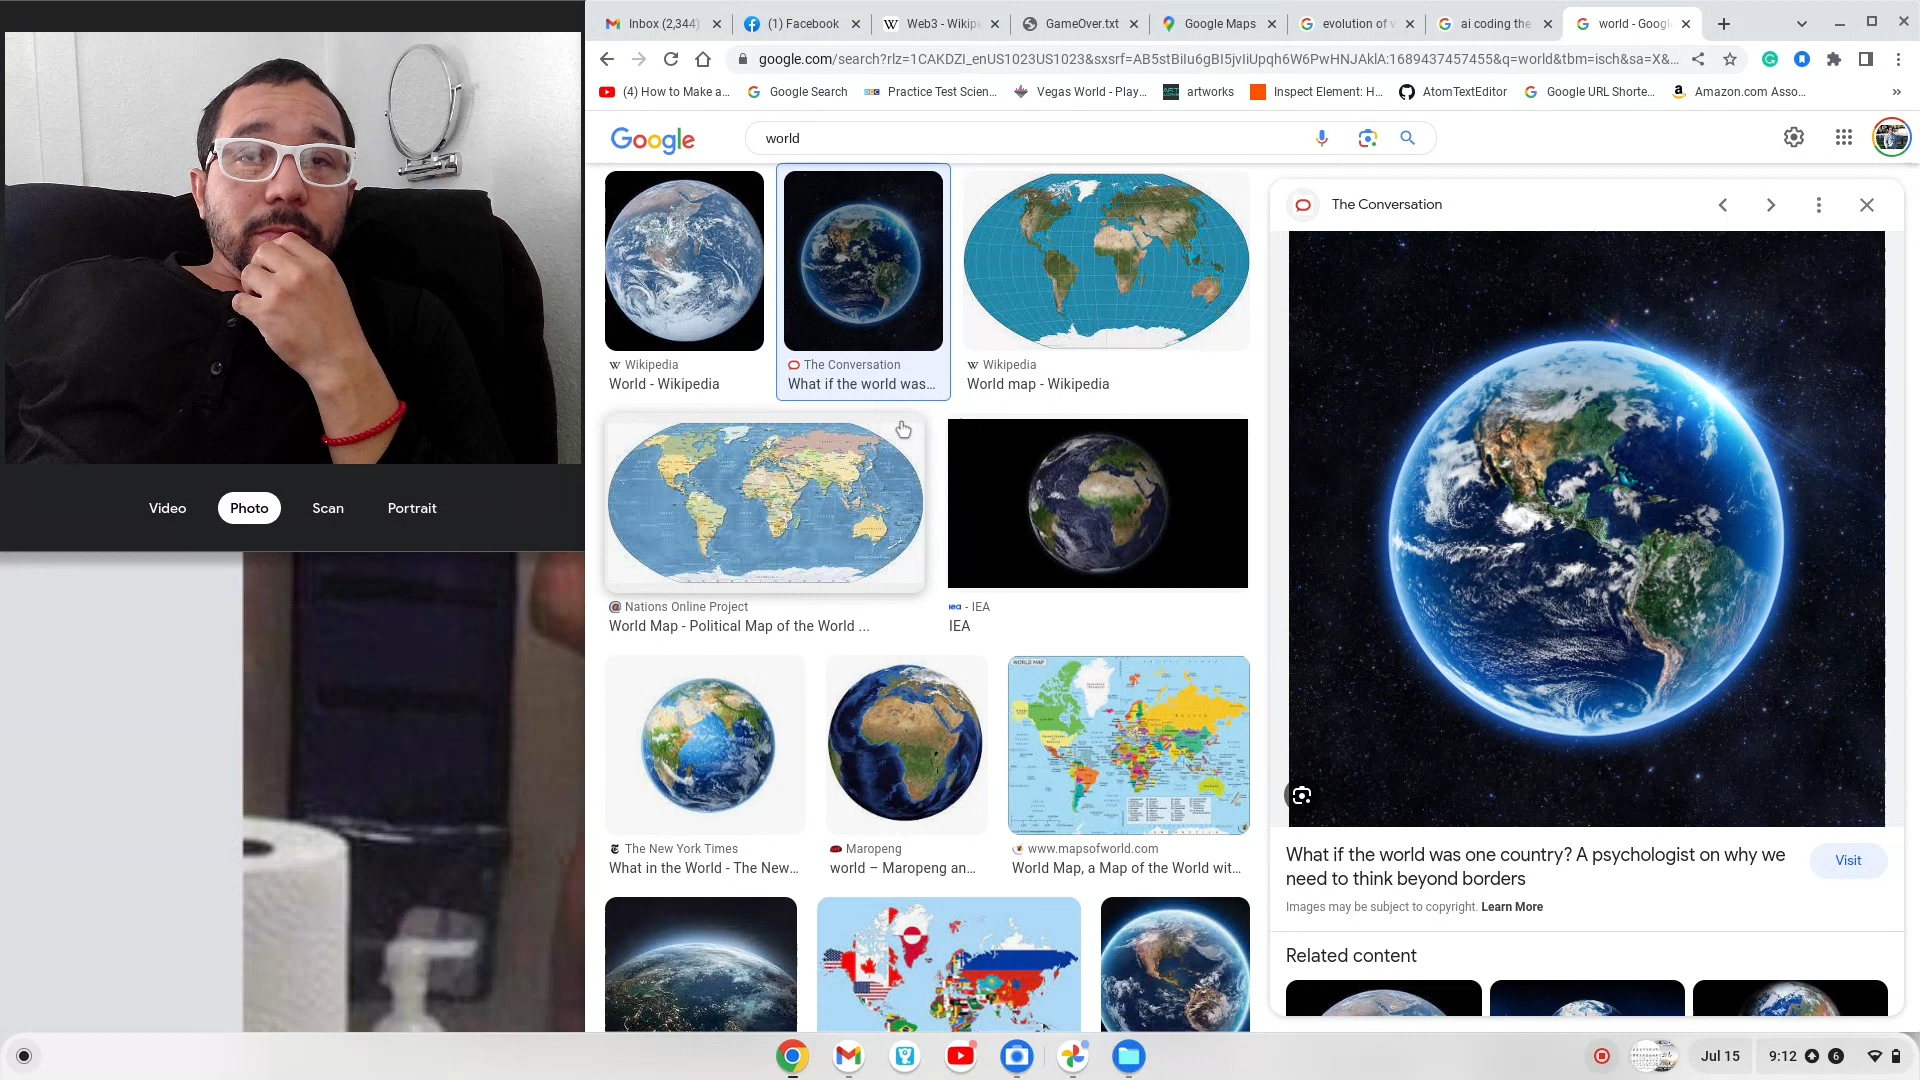 Inbox (2,344)
(1) Facebook
Web3 - Wikip
GameOver.txt
Google Maps
evolution of v
ai coding the
world - Googl
google.com/search?rlz=1CAKDZI_enUS1023US1023&sxsrf=AB5stBiIu6gBI5jvIiUpqh6W6PwHNJAklA:1689437457455&q=world&tbm=isch&sa=X&...
(4) How to Make a...
Google Search
Practice Test Scien...
Vegas World - Play...
artworks
Inspect Element: H...
AtomTextEditor
Google URL Shorte...
Amazon.com Asso...
»
Google
world
Wikipedia
World - Wikipedia
The Conversation
What if the world was...
Wikipedia
World map - Wikipedia
Nations Online Project
World Map - Political Map of the World ...
iea - IEA
IEA
The New York Times
What in the World - The New...
Maropeng
world – Maropeng an...
WORLD MAP
www.mapsofworld.com
World Map, a Map of the World wit...
The Conversation
What if the world was one country? A psychologist on why we
need to think beyond borders
Visit
Images may be subject to copyright. Learn More
Related content
Video
Photo
Scan
Portrait
Jul 15
9:12
6